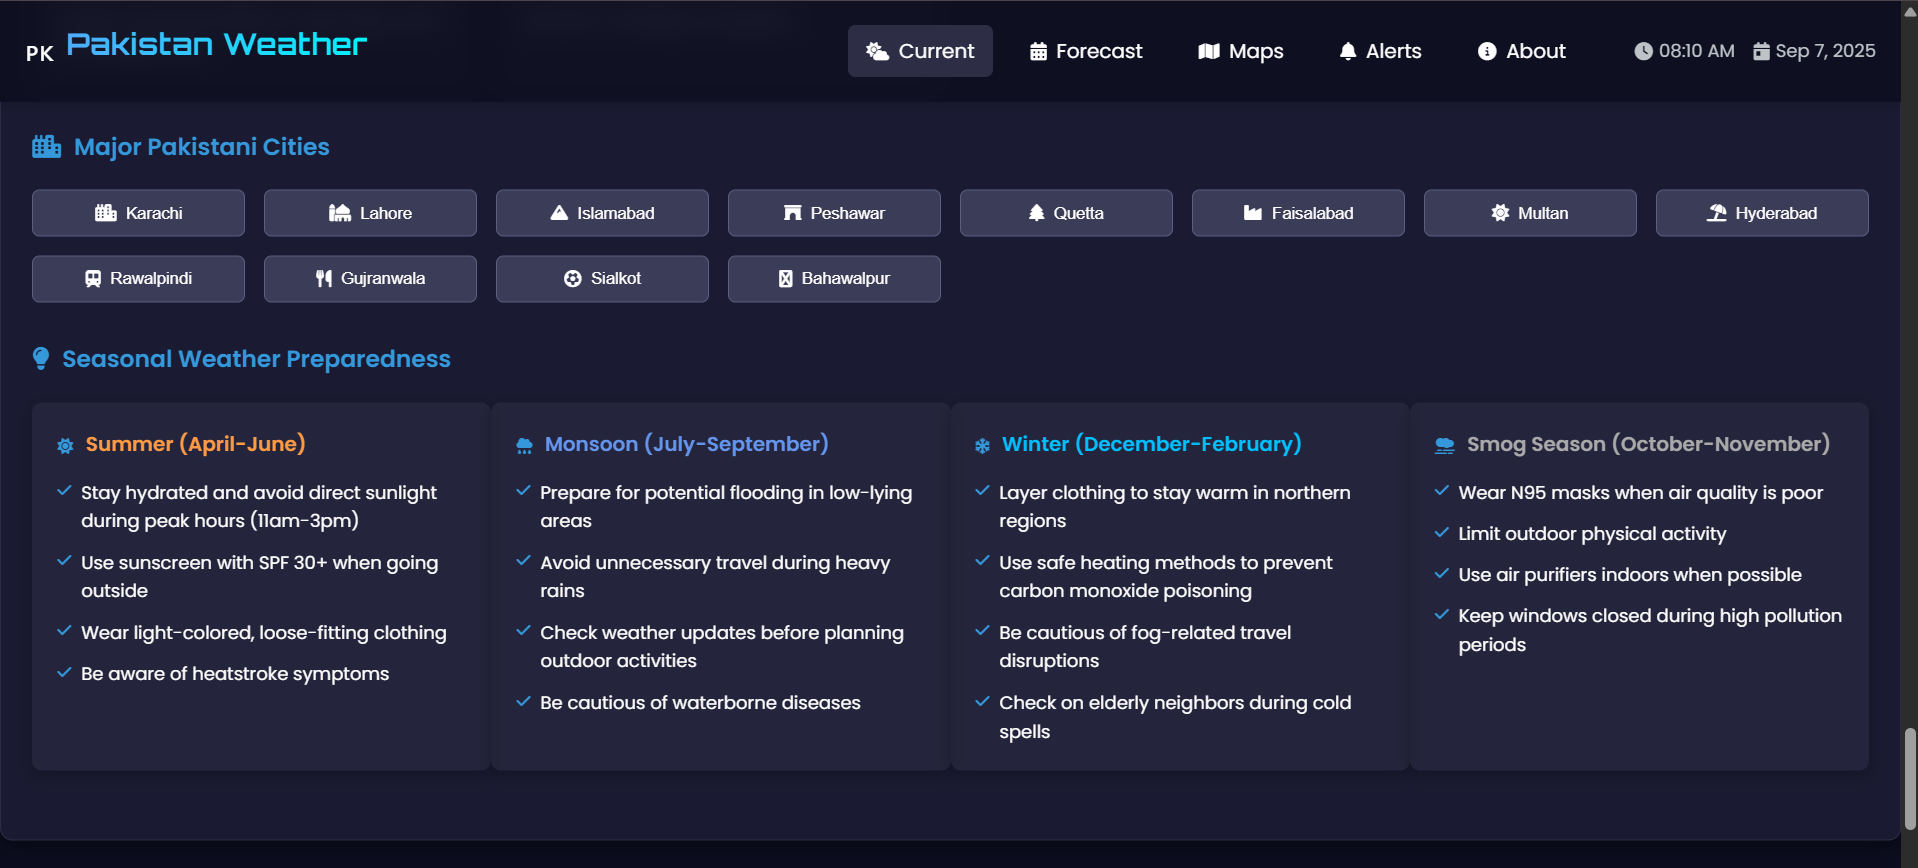 PK Pakistan Weather
Current
Forecast
Maps
Alerts
About
08:10 AM
Sep 7, 2025
Major Pakistani Cities
Karachi
Lahore
Islamabad
Peshawar
Quetta
Faisalabad
Multan
Hyderabad
Rawalpindi
Gujranwala
Sialkot
Bahawalpur
Seasonal Weather Preparedness
Summer (April-June)
Stay hydrated and avoid direct sunlight
during peak hours (11am-3pm)
Use sunscreen with SPF 30+ when going
outside
Wear light-colored, loose-fitting clothing
Be aware of heatstroke symptoms
Monsoon (July-September)
Prepare for potential flooding in low-lying
areas
Avoid unnecessary travel during heavy
rains
Check weather updates before planning
outdoor activities
Be cautious of waterborne diseases
Winter (December-February)
Layer clothing to stay warm in northern
regions
Use safe heating methods to prevent
carbon monoxide poisoning
Be cautious of fog-related travel
disruptions
Check on elderly neighbors during cold
spells
Smog Season (October-November)
Wear N95 masks when air quality is poor
Limit outdoor physical activity
Use air purifiers indoors when possible
Keep windows closed during high pollution
periods